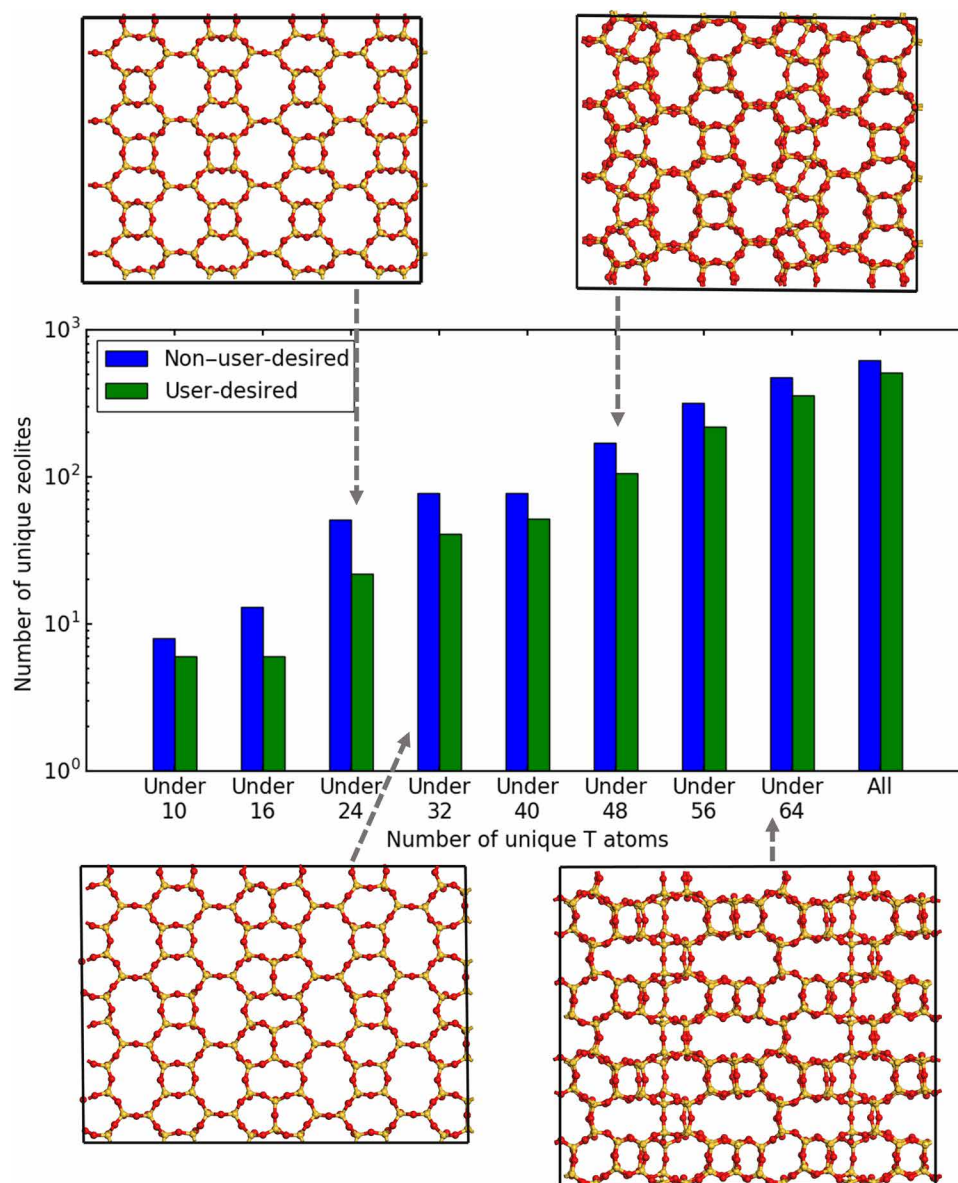 10³
Non-user-desired
User-desired
10²
10¹
10⁰
Number of unique zeolites
Under 10
Under 16
Under 24
Under 32
Under 40
Under 48
Under 56
Under 64
All
Number of unique T atoms